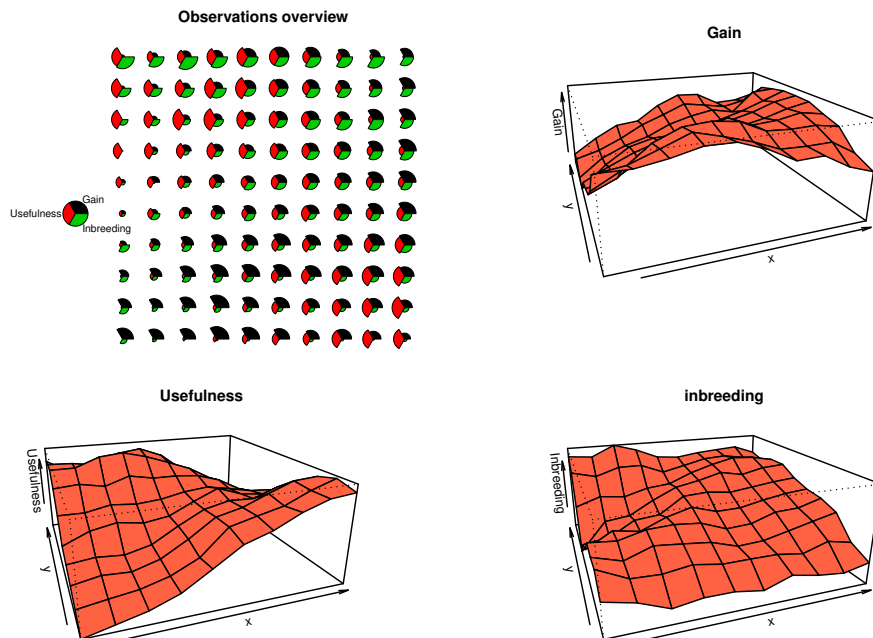 Observations overview
Gain
Usefulness
Inbreeding
Gain
Gain
y
x
Usefulness
Usefulness
y
x
inbreeding
Inbreeding
y
x